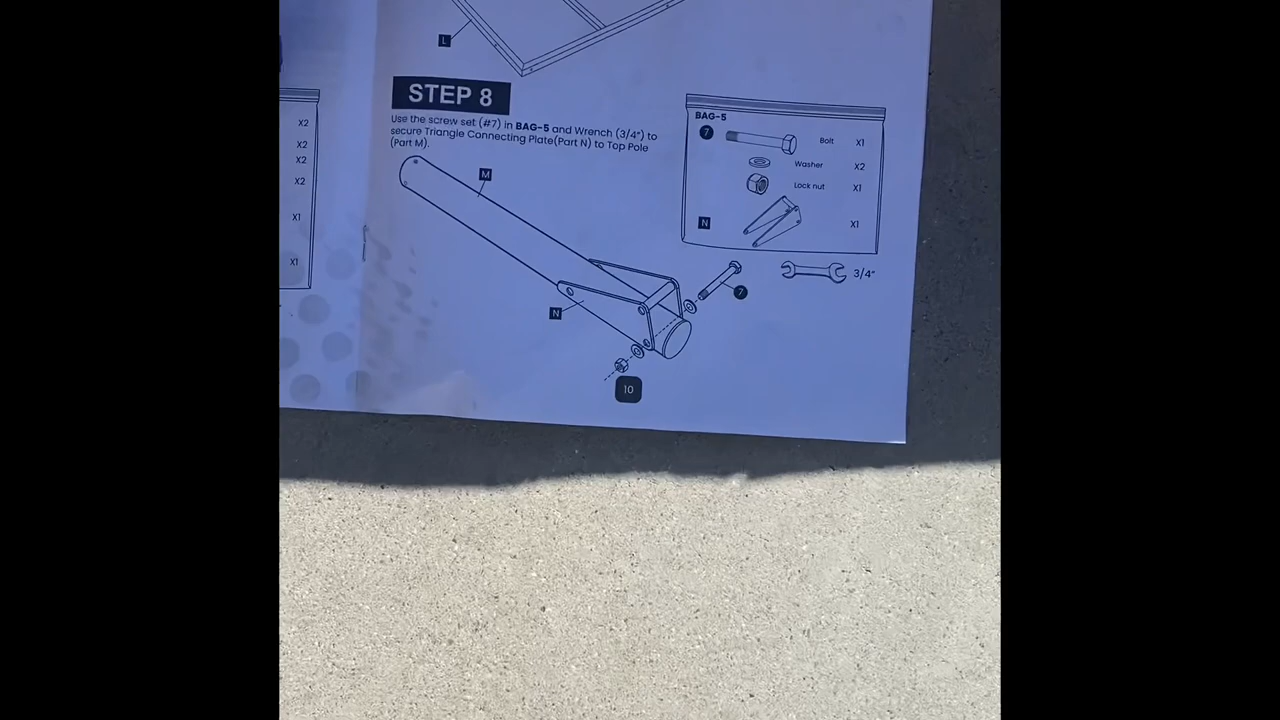 L
STEP 8
Use the screw set (#7) in BAG-5 and Wrench (3/4") to
secure Triangle Connecting Plate(Part N) to Top Pole
(Part M).
M
N
7
10
BAG-5
7 Bolt X1
Washer X2
Lock nut X1
N X1
3/4"
X2
X2
X2
X2
X1
X1